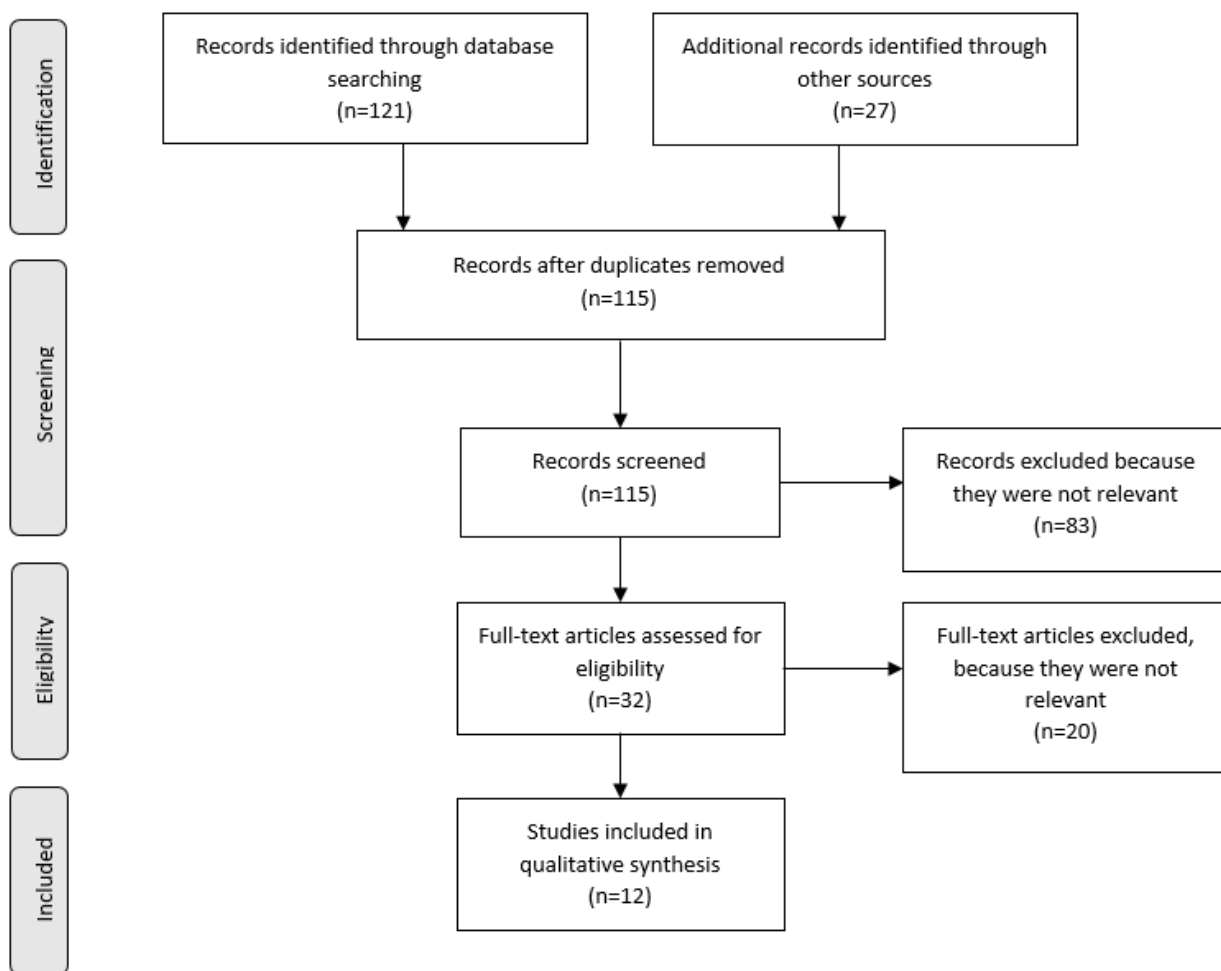 Identification
Records identified through database
searching
(n=121)
Additional records identified through
other sources
(n=27)
Screening
Records after duplicates removed
(n=115)
Records screened
(n=115)
Records excluded because
they were not relevant
(n=83)
Eligibility
Full-text articles assessed for
eligibility
(n=32)
Full-text articles excluded,
because they were not
relevant
(n=20)
Included
Studies included in
qualitative synthesis
(n=12)